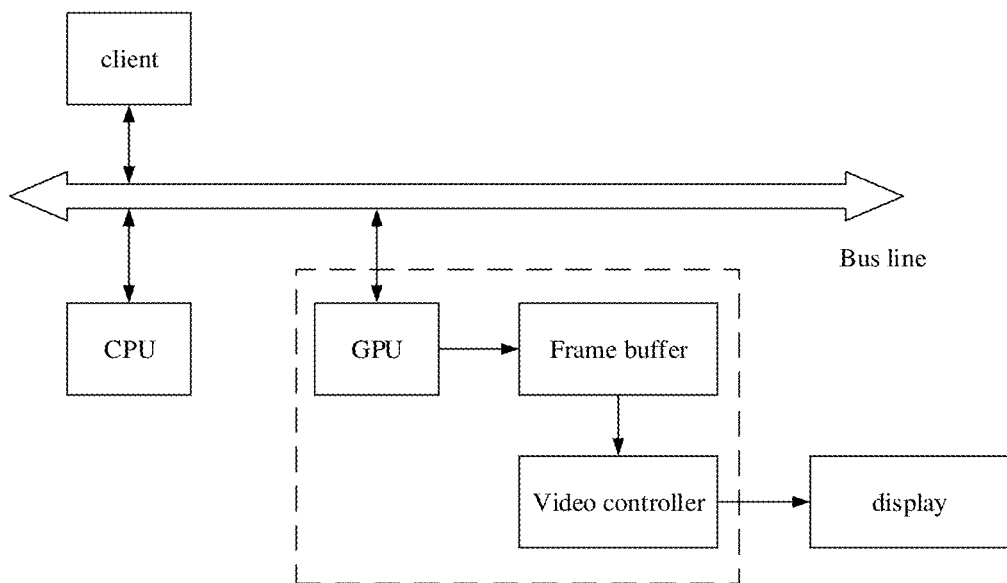 client
Bus line
CPU
GPU
Frame buffer
Video controller
display